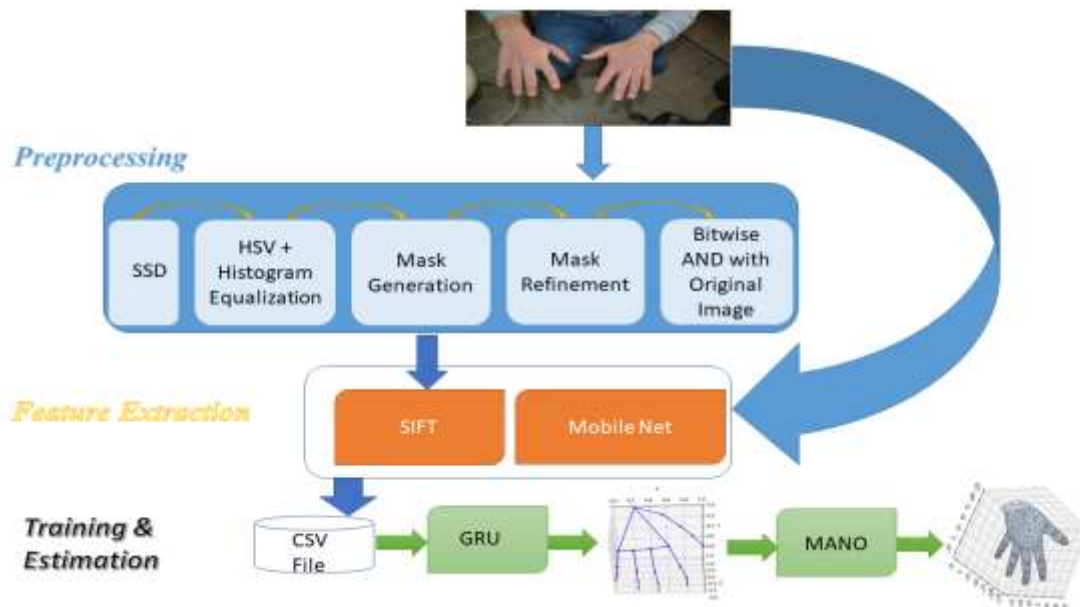 Preprocessing
SSD
HSV +
Histogram
Equalization
Mask
Generation
Mask
Refinement
Bitwise
AND with
Original
Image
Feature Extraction
SIFT
Mobile Net
Training &
Estimation
CSV
File
GRU
MANO